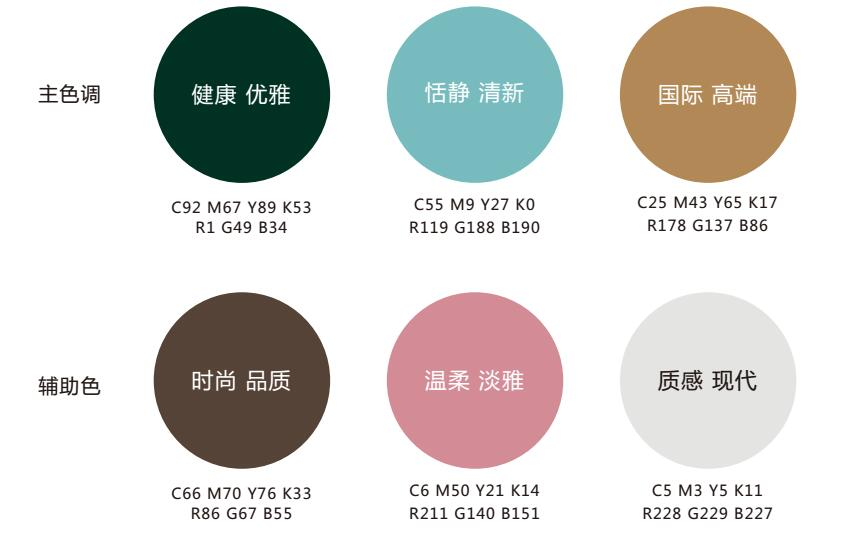 主色调
健康 优雅
恬静 清新
国际 高端
C92 M67 Y89 K53
R1 G49 B34
C55 M9 Y27 K0
R119 G188 B190
C25 M43 Y65 K17
R178 G137 B86
辅助色
时尚 品质
温柔 淡雅
质感 现代
C66 M70 Y76 K33
R86 G67 B55
C6 M50 Y21 K14
R211 G140 B151
C5 M3 Y5 K11
R228 G229 B227